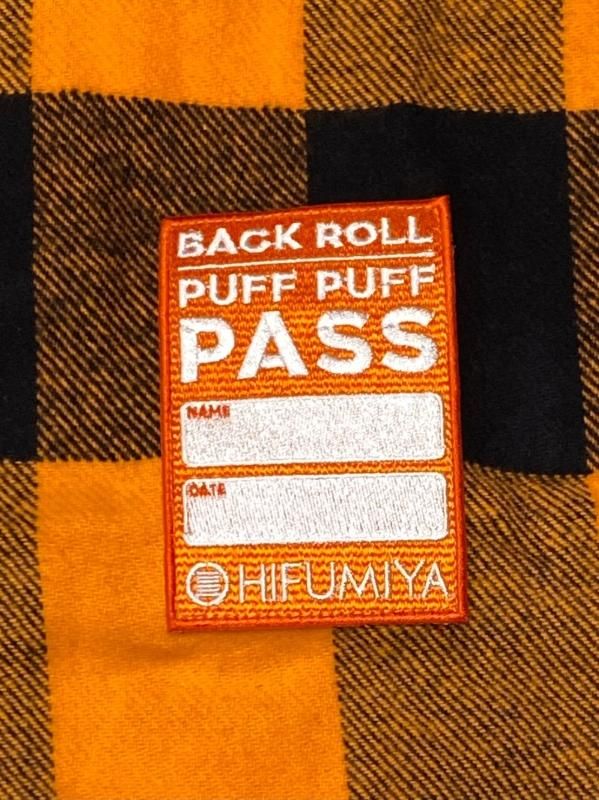 BACK ROLL
PUFF PUFF
PASS
NAME
DATE
HIFUMIYA